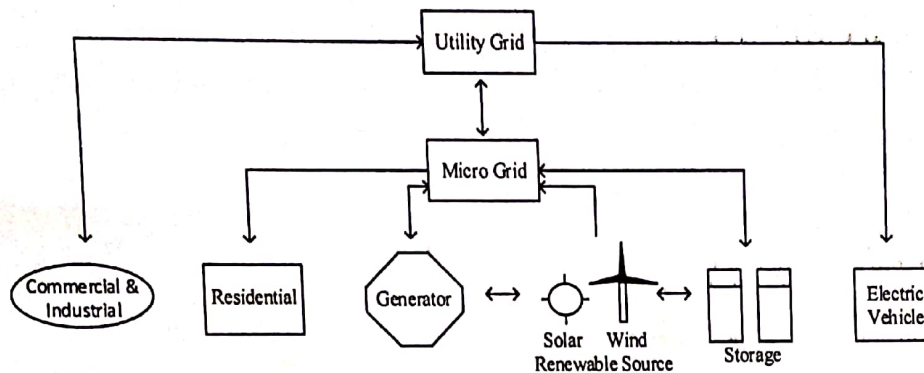 Utility Grid
Micro Grid
Commercial &
Industrial
Residential
Generator
Solar Wind
Renewable Source
Storage
Electric
Vehicle